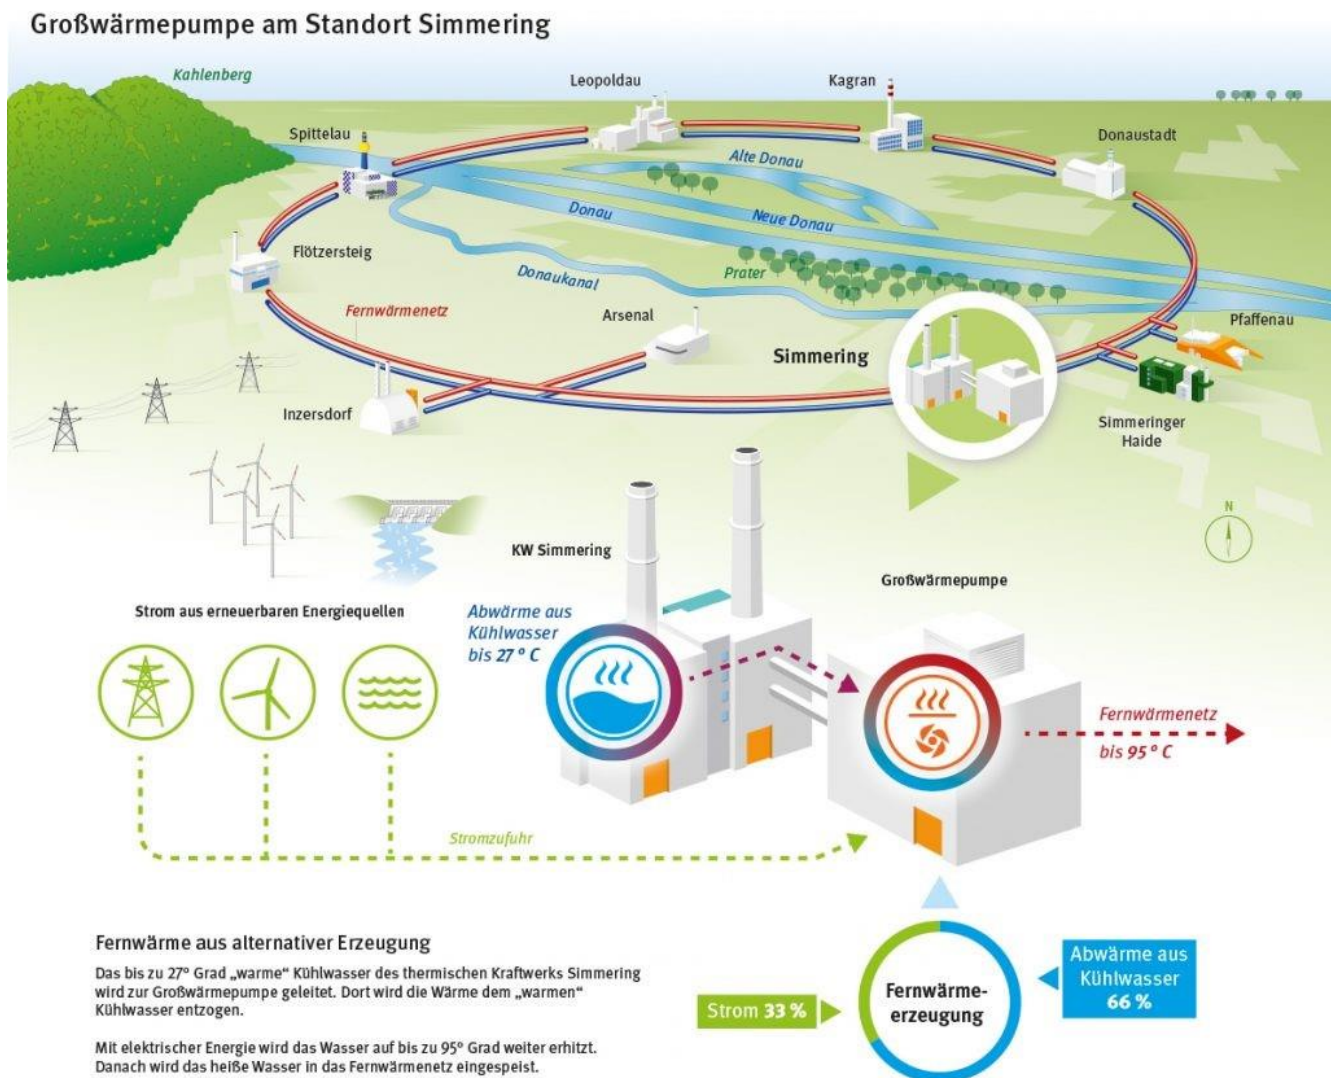 Großwärmepumpe am Standort Simmering
Kahlenberg
Leopoldau
Kagran
Spittelau
Donaustadt
Alte Donau
Donau
Neue Donau
Flötzersteig
Donaukanal
Prater
Fernwärmenetz
Arsenal
Pfaffenau
Simmering
Inzersdorf
Simmeringer
Haide
N
KW Simmering
Großwärmepumpe
Strom aus erneuerbaren Energiequellen
Abwärme aus
Kühlwasser
bis 27° C
Fernwärmenetz
bis 95° C
Stromzufuhr
Fernwärme aus alternativer Erzeugung
Das bis zu 27° Grad „warme“ Kühlwasser des thermischen Kraftwerks Simmering
wird zur Großwärmepumpe geleitet. Dort wird die Wärme dem „warmen“
Kühlwasser entzogen.
Mit elektrischer Energie wird das Wasser auf bis zu 95° Grad weiter erhitzt.
Danach wird das heiße Wasser in das Fernwärmenetz eingespeist.
Strom 33 %
Fernwärme-
erzeugung
Abwärme aus
Kühlwasser
66 %